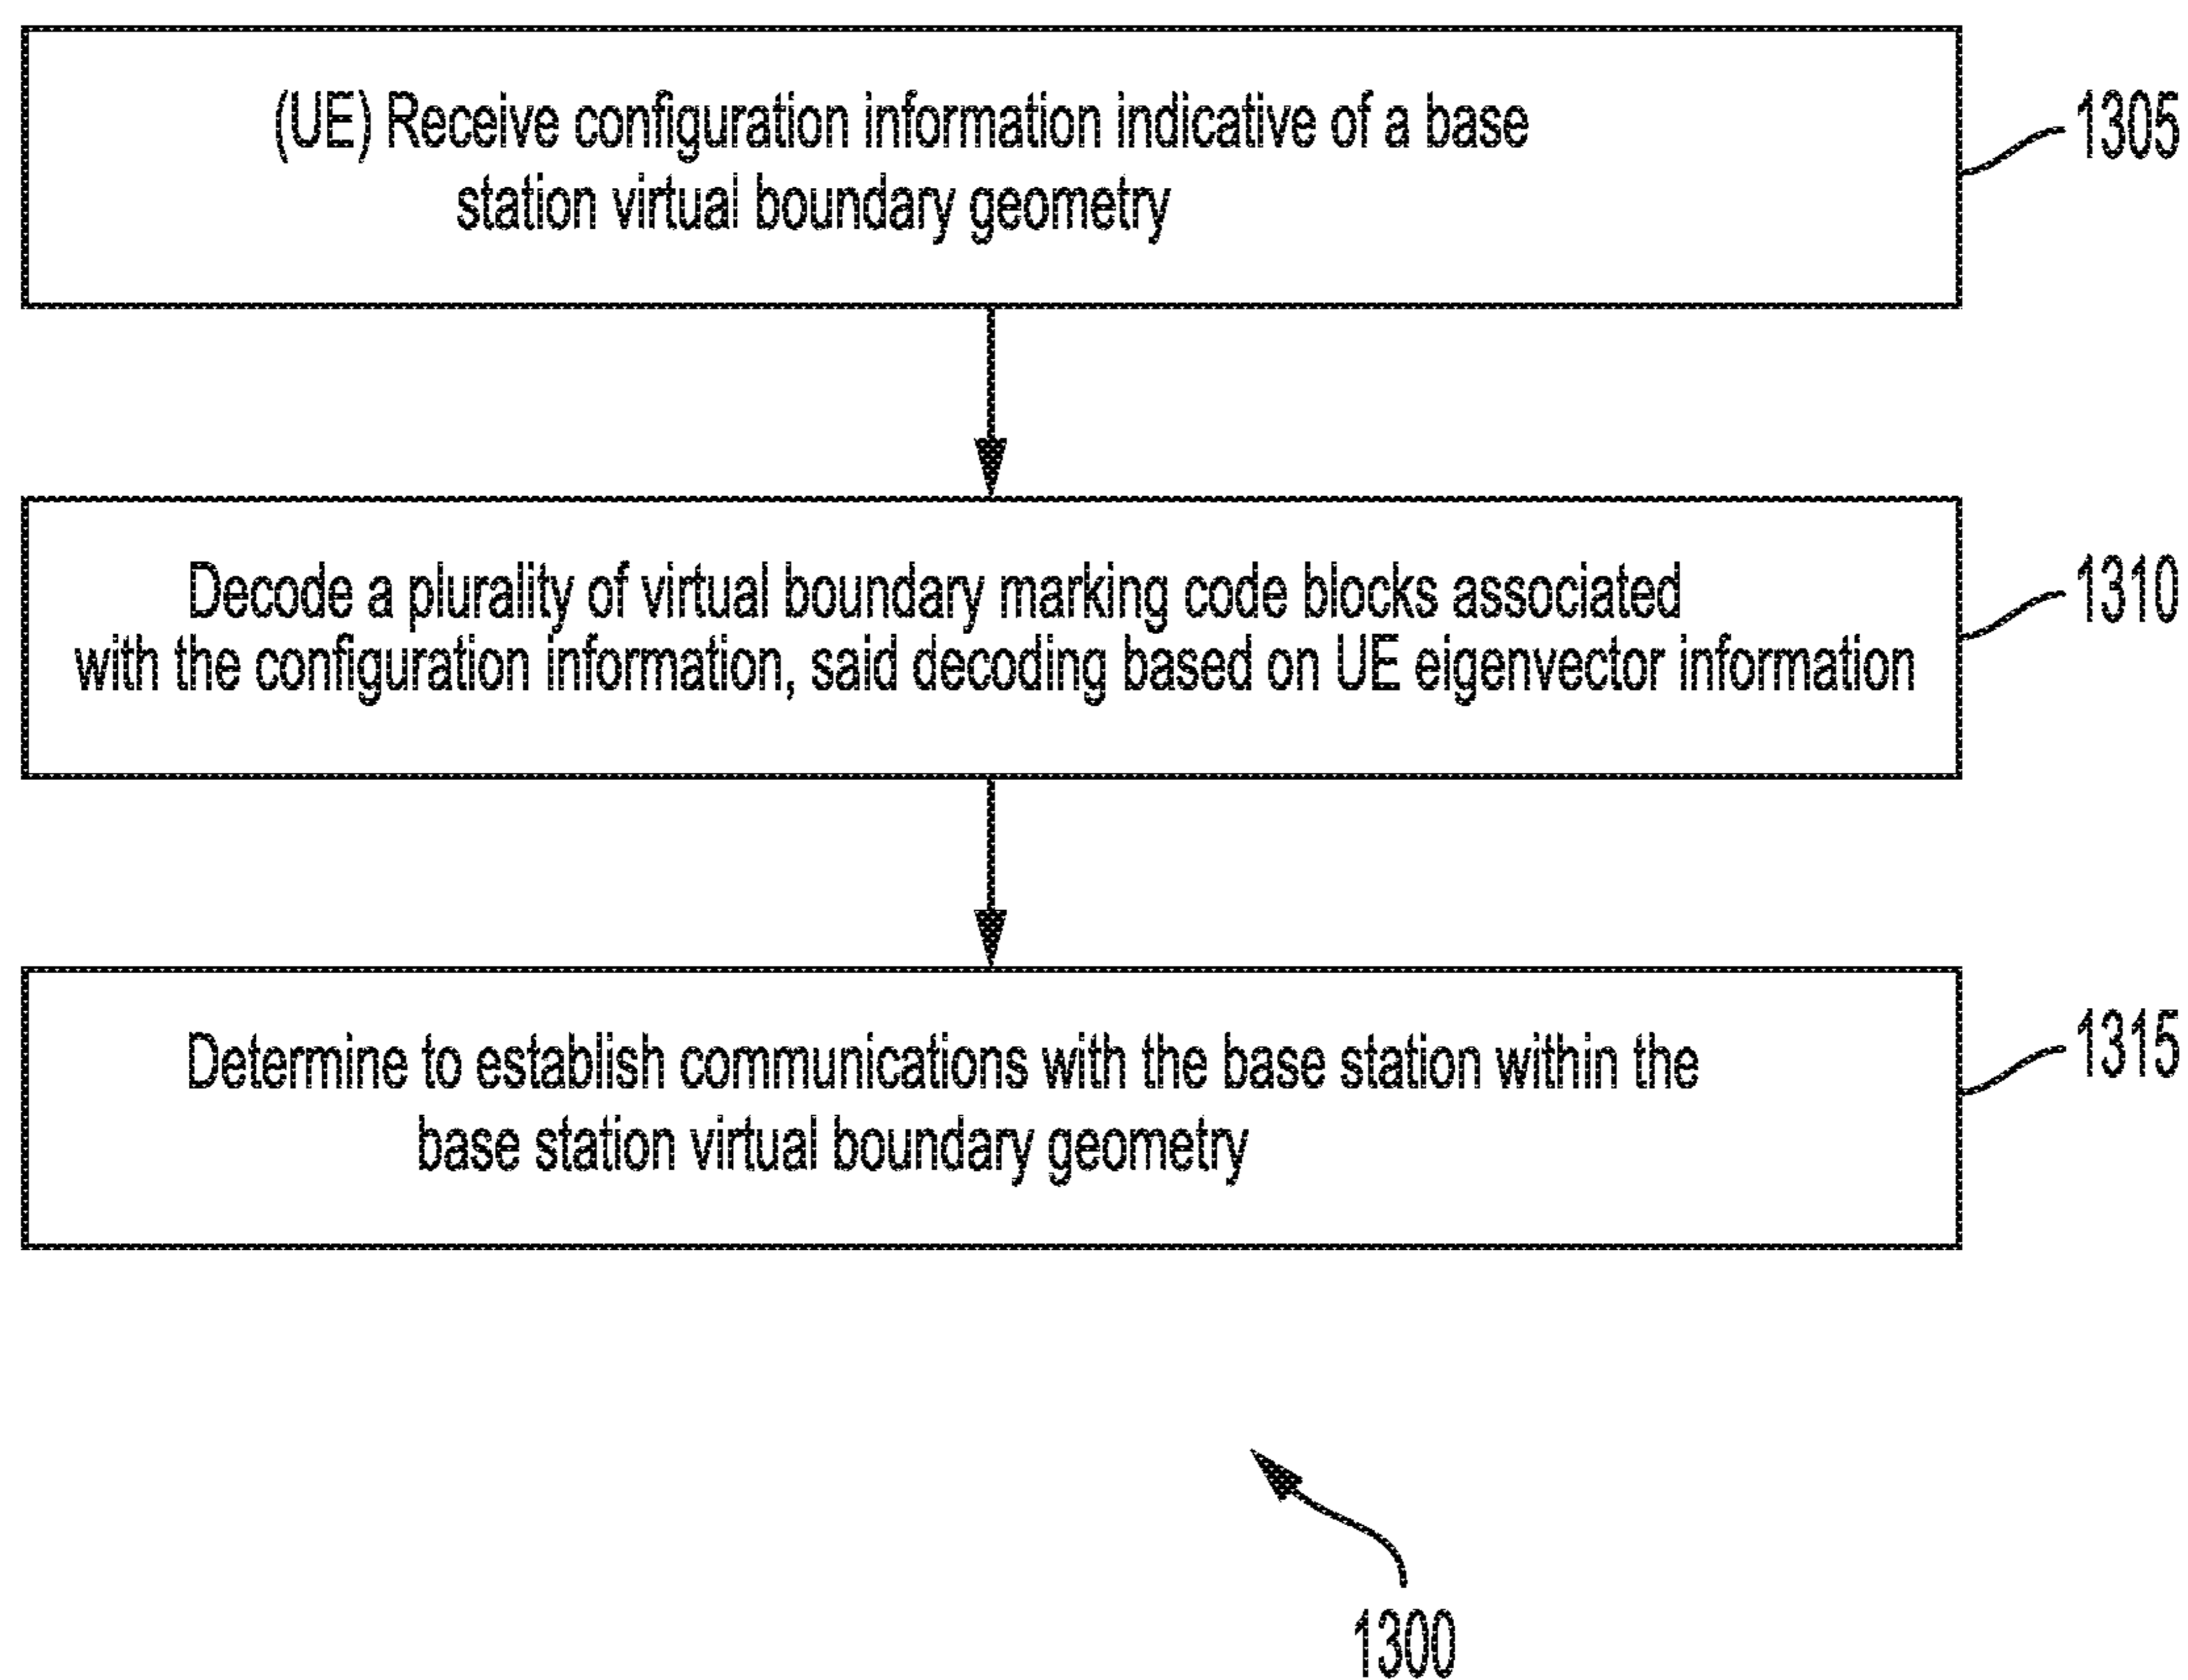 (UE) Receive configuration information indicative of a base
station virtual boundary geometry
1305
Decode a plurality of virtual boundary marking code blocks associated
with the configuration information, said decoding based on UE eigenvector information
1310
Determine to establish communications with the base station within the
base station virtual boundary geometry
1315
1300